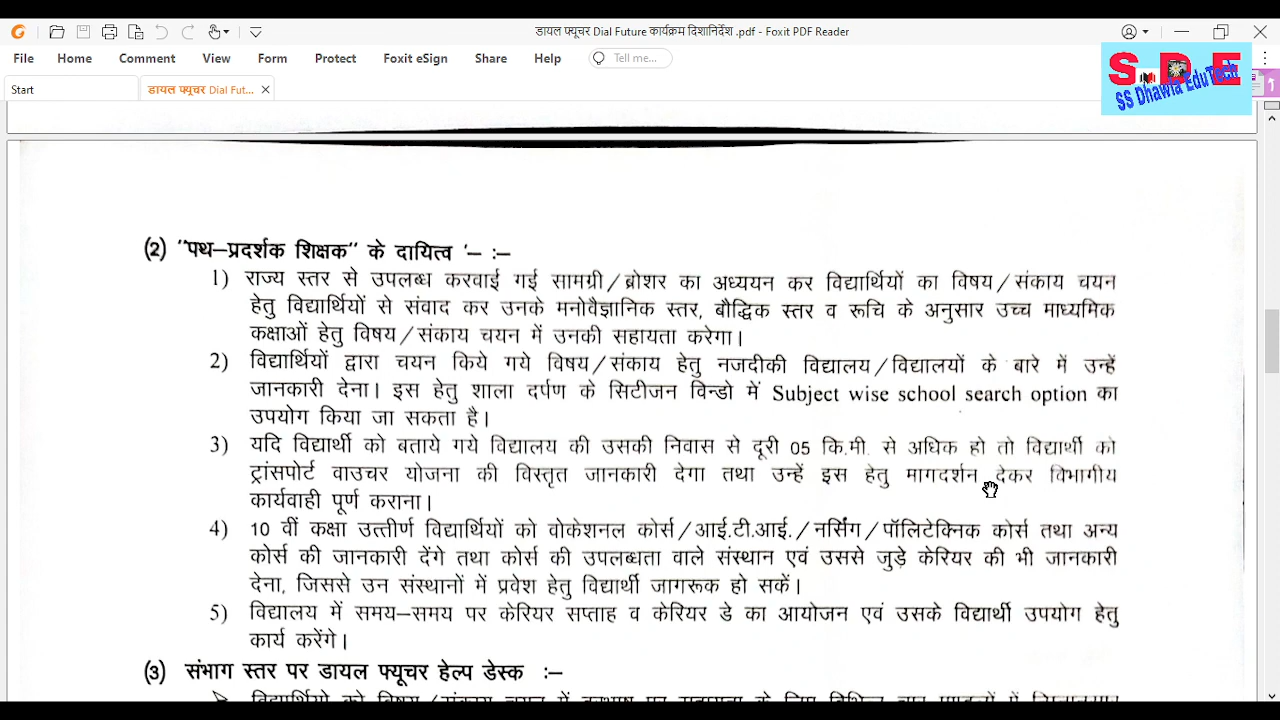 डायल फ्यूचर Dial Future कार्यक्रम दिशानिर्देश .pdf - Foxit PDF Reader
File Home Comment View Form Protect Foxit eSign Share Help Tell me...
Start डायल फ्यूचर Dial Fut...
S D E
SS Dhawla EduTech
(2) "पथ–प्रदर्शक शिक्षक" के दायित्व '– :–
1) राज्य स्तर से उपलब्ध करवाई गई सामग्री/ब्रोशर का अध्ययन कर विद्यार्थियों का विषय/संकाय चयन
हेतु विद्यार्थियों से संवाद कर उनके मनोवैज्ञानिक स्तर, बौद्धिक स्तर व रूचि के अनुसार उच्च माध्यमिक
कक्षाओं हेतु विषय/संकाय चयन में उनकी सहायता करेगा।
2) विद्यार्थियों द्वारा चयन किये गये विषय/संकाय हेतु नजदीकी विद्यालय/विद्यालयों के बारे में उन्हें
जानकारी देना। इस हेतु शाला दर्पण के सिटीजन विन्डो में Subject wise school search option का
उपयोग किया जा सकता है।
3) यदि विद्यार्थी को बताये गये विद्यालय की उसकी निवास से दूरी 05 कि.मी. से अधिक हो तो विद्यार्थी को
ट्रांसपोर्ट वाउचर योजना की विस्तृत जानकारी देगा तथा उन्हें इस हेतु मागदर्शन देकर विभागीय
कार्यवाही पूर्ण कराना।
4) 10 वीं कक्षा उत्तीर्ण विद्यार्थियों को वोकेशनल कोर्स/आई.टी.आई./नर्सिंग/पॉलिटेक्निक कोर्स तथा अन्य
कोर्स की जानकारी देंगे तथा कोर्स की उपलब्धता वाले संस्थान एवं उससे जुड़े केरियर की भी जानकारी
देना, जिससे उन संस्थानों में प्रवेश हेतु विद्यार्थी जागरूक हो सकें।
5) विद्यालय में समय–समय पर केरियर सप्ताह व केरियर डे का आयोजन एवं उसके विद्यार्थी उपयोग हेतु
कार्य करेंगे।
(3) संभाग स्तर पर डायल फ्यूचर हेल्प डेस्क :–